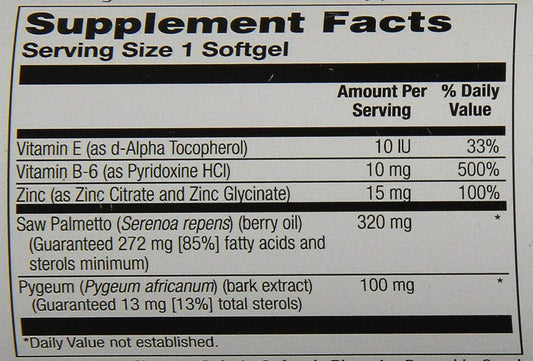 Supplement Facts
Serving Size 1 Softgel
Amount Per Serving % Daily Value
Vitamin E (as d-Alpha Tocopherol) 10 IU 33%
Vitamin B-6 (as Pyridoxine HCl) 10 mg 500%
Zinc (as Zinc Citrate and Zinc Glycinate) 15 mg 100%
Saw Palmetto (Serenoa repens) (berry oil) 320 mg *
(Guaranteed 272 mg [85%] fatty acids and
sterols minimum)
Pygeum (Pygeum africanum) (bark extract) 100 mg *
(Guaranteed 13 mg [13%] total sterols)
*Daily Value not established.